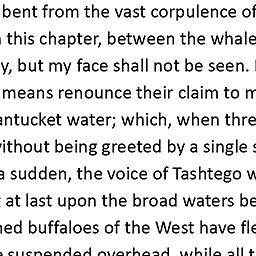 bent from the vast corpulence of
this chapter, between the whale
y, but my face shall not be seen.
means renounce their claim to m
antucket water; which, when thre
without being greeted by a single s
a sudden, the voice of Tashtego w
at last upon the broad waters be
ned buffaloes of the West have fle
suspended overhead, while all t